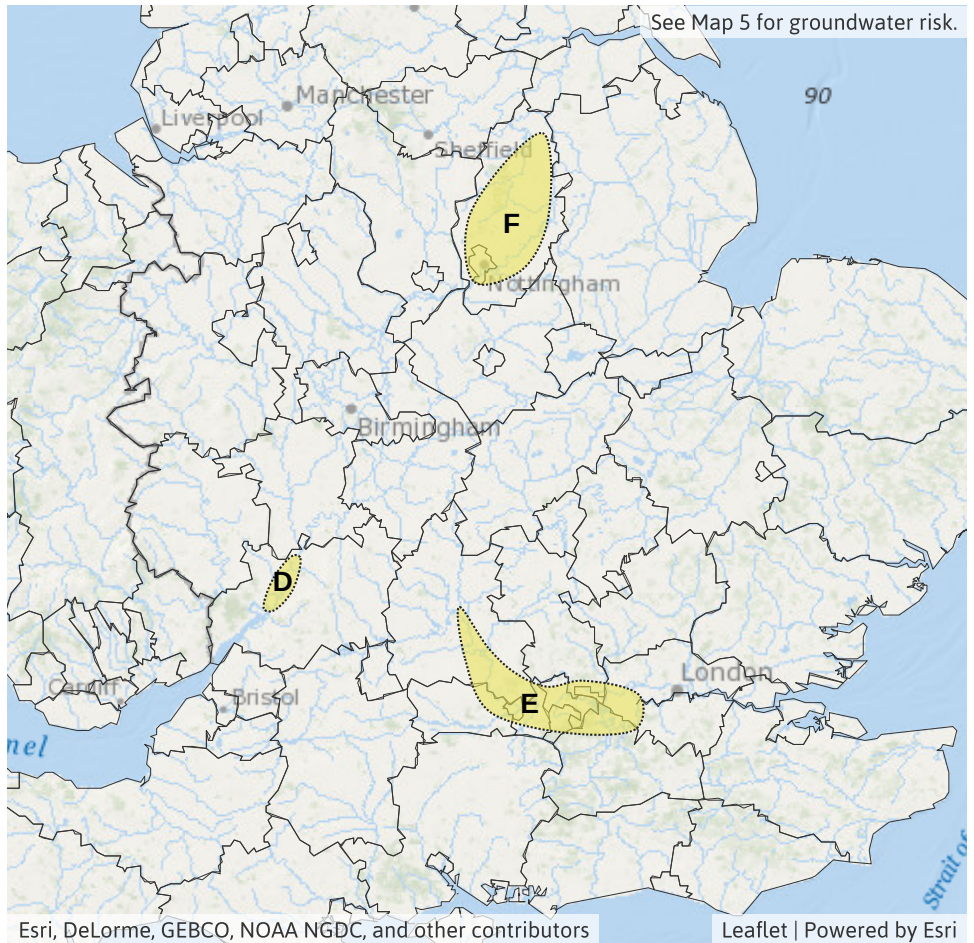 See Map 5 for groundwater risk.
90
Manchester
Liverpool
Sheffield
F
Nottingham
Birmingham
D
London
Cardiff
E
Bristol
nel
Strait of
Esri, DeLorme, GEBCO, NOAA NGDC, and other contributors
Leaflet | Powered by Esri